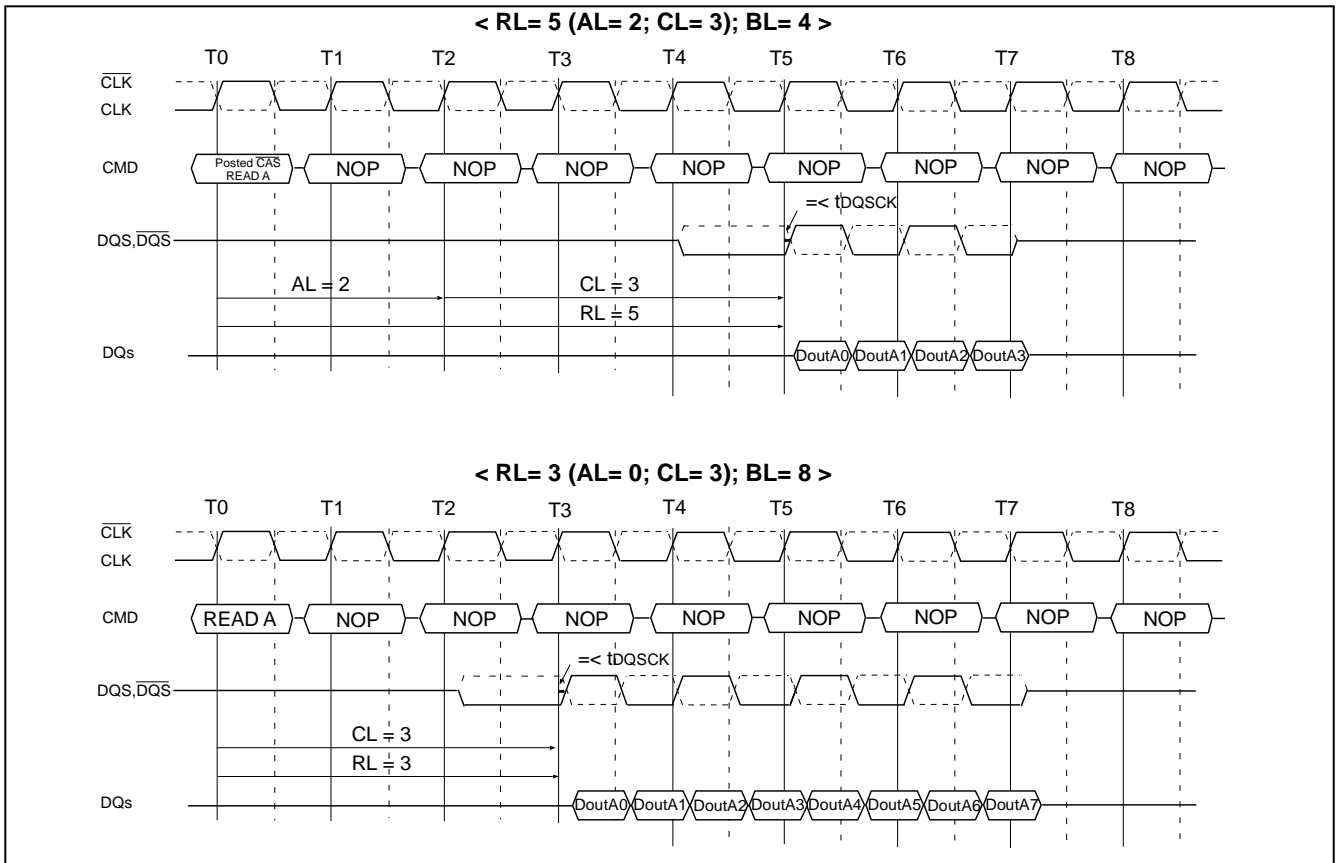 < RL= 5 (AL= 2; CL= 3); BL= 4 >
T0 T1 T2 T3 T4 T5 T6 T7 T8
CLK
CLK
CMD Posted CAS READ A NOP NOP NOP NOP NOP NOP NOP NOP
=< tDQSCK
DQS,DQS
AL = 2 CL = 3
RL = 5
DQs DoutA0 DoutA1 DoutA2 DoutA3
< RL= 3 (AL= 0; CL= 3); BL= 8 >
T0 T1 T2 T3 T4 T5 T6 T7 T8
CLK
CLK
CMD READ A NOP NOP NOP NOP NOP NOP NOP NOP
=< tDQSCK
DQS,DQS
CL = 3
RL = 3
DQs DoutA0 DoutA1 DoutA2 DoutA3 DoutA4 DoutA5 DoutA6 DoutA7